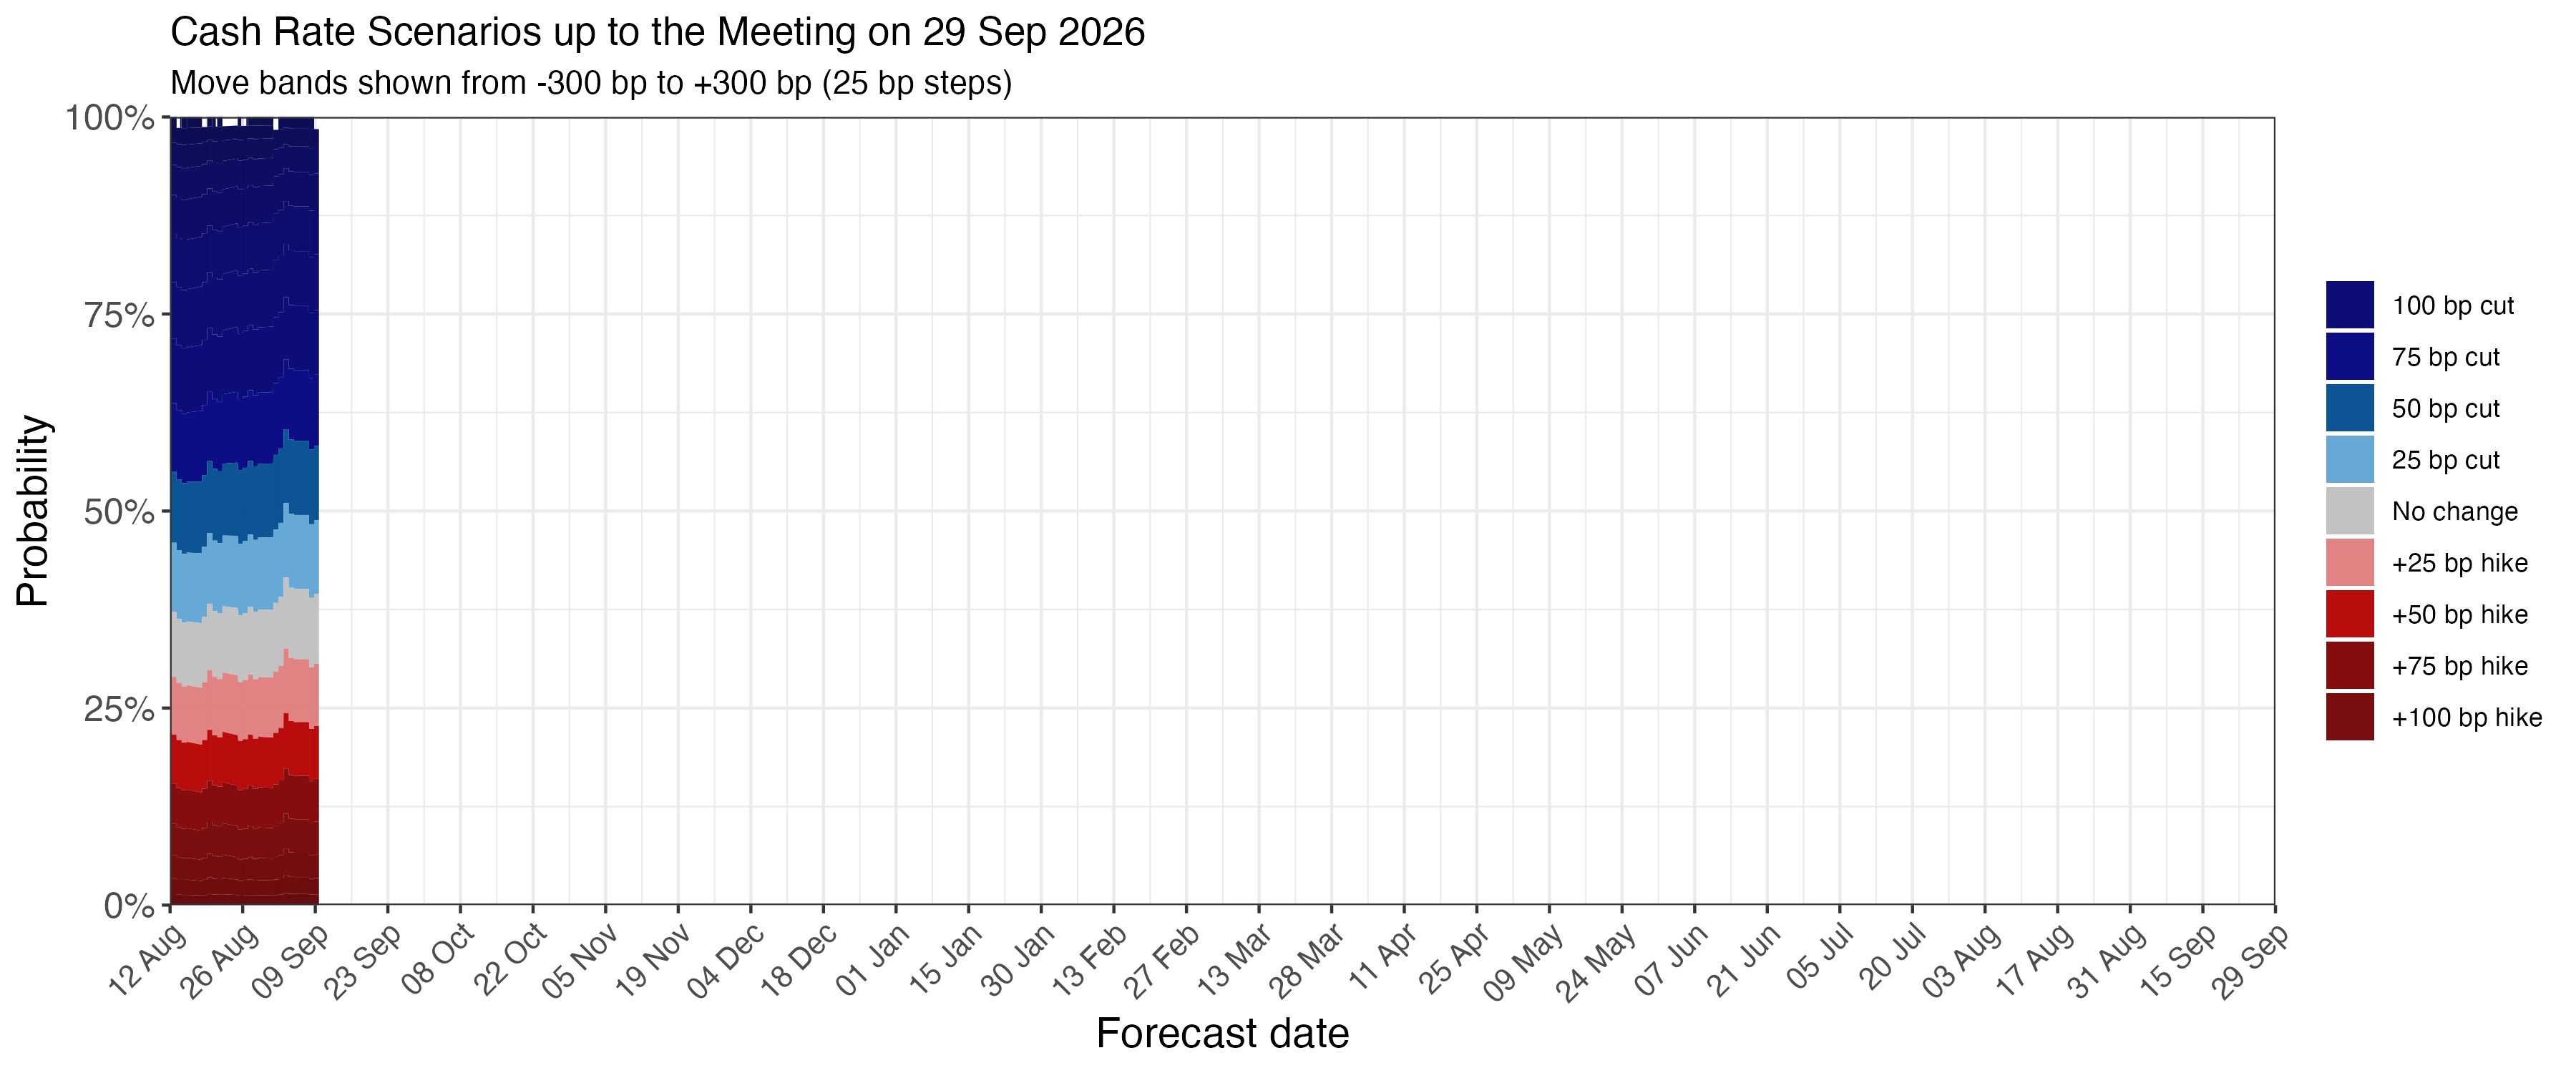 Cash Rate Scenarios up to the Meeting on 29 Sep 2026
Move bands shown from -300 bp to +300 bp (25 bp steps)
Probability
100%
75%
50%
25%
0%
12 Aug
26 Aug
09 Sep
23 Sep
08 Oct
22 Oct
05 Nov
19 Nov
04 Dec
18 Dec
01 Jan
15 Jan
30 Jan
13 Feb
27 Feb
13 Mar
28 Mar
11 Apr
25 Apr
09 May
24 May
07 Jun
21 Jun
05 Jul
20 Jul
03 Aug
17 Aug
31 Aug
15 Sep
29 Sep
Forecast date
100 bp cut
75 bp cut
50 bp cut
25 bp cut
No change
+25 bp hike
+50 bp hike
+75 bp hike
+100 bp hike